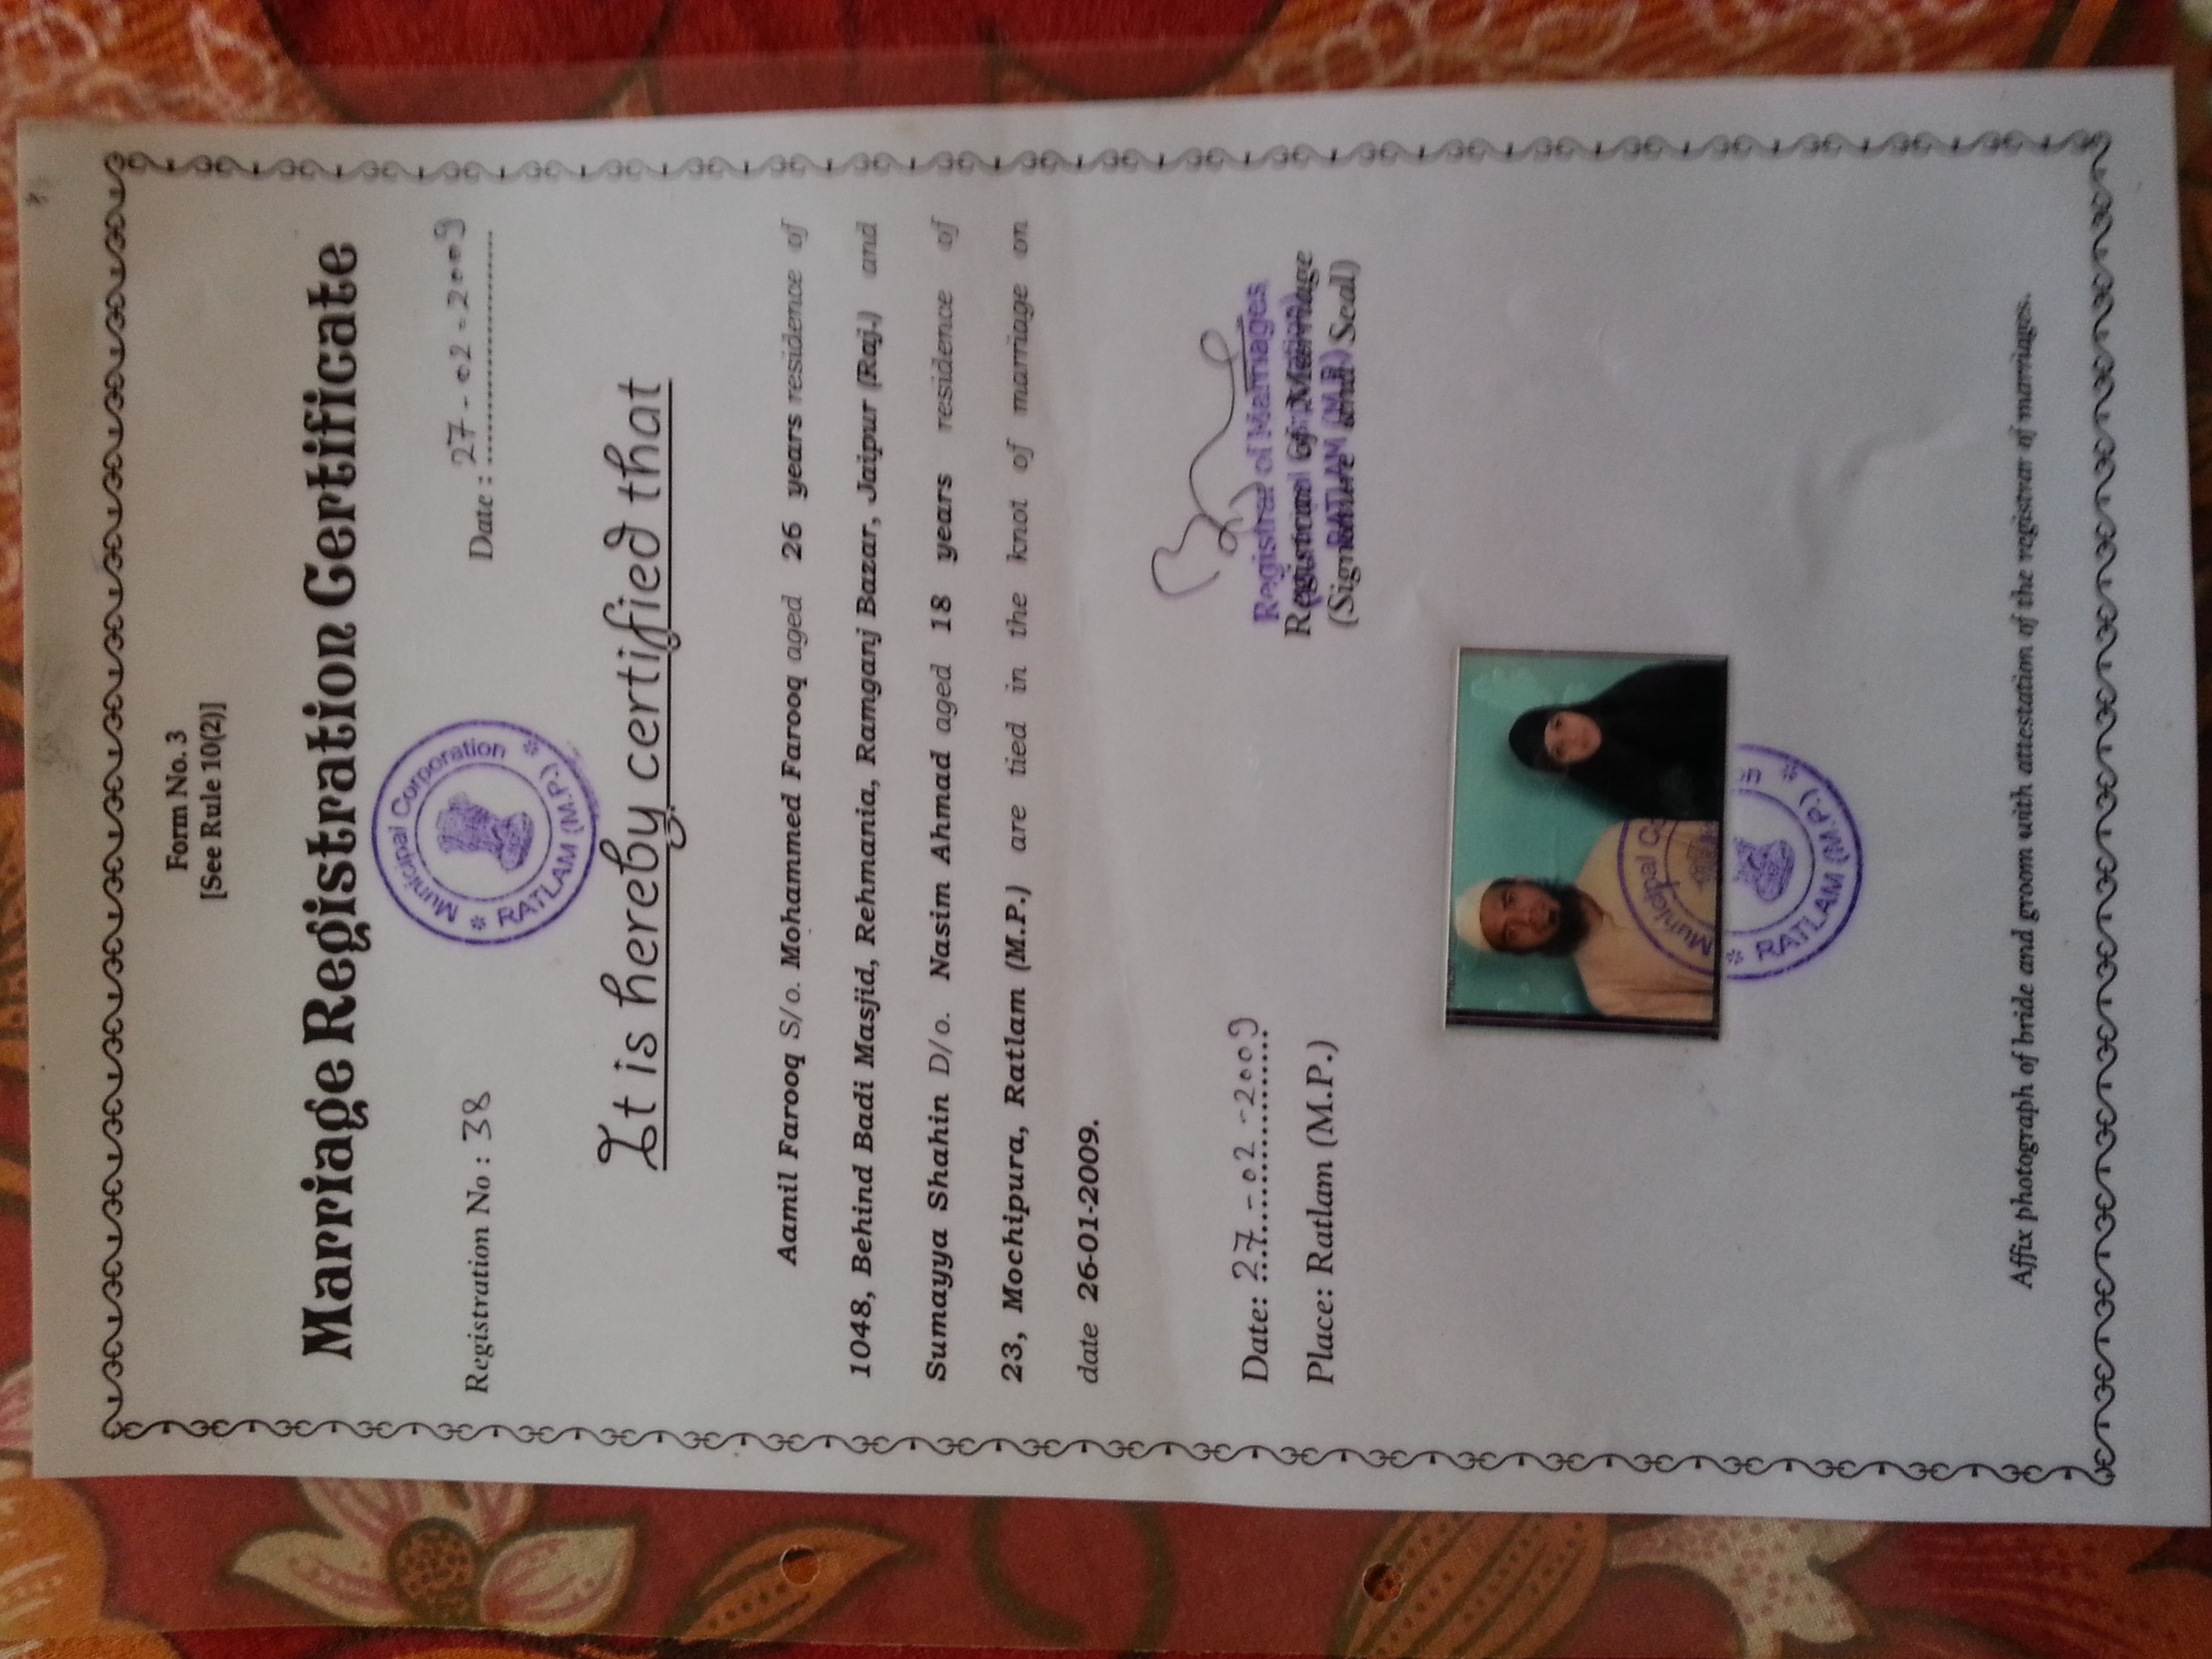 Form No. 3
[See Rule 10(2)]
Marriage Registration Certificate
Registration No : 38
Municipal Corporation
RATLAM (M.P.)
Date : 27-02-2009
It is hereby certified that
Aamil Farooq S/o. Mohammed Farooq aged 26 years residence of
1048, Behind Badi Masjid, Rehmania, Ramganj Bazar, Jaipur (Raj.) and
Sumayya Shahin D/o. Nasim Ahmad aged 18 years residence of
23, Mochipura, Ratlam (M.P.) are tied in the knot of marriage on
date 26-01-2009.
Registrar of Marriages
RATLAM (M.P.)
Date: 27-02-2009
Registrar of Marriage
Place: Ratlam (M.P.)
(Signature and Seal)
Municipal
RATLAM (M.P.)
Affix photograph of bride and groom with attestation of the registrar of marriages.